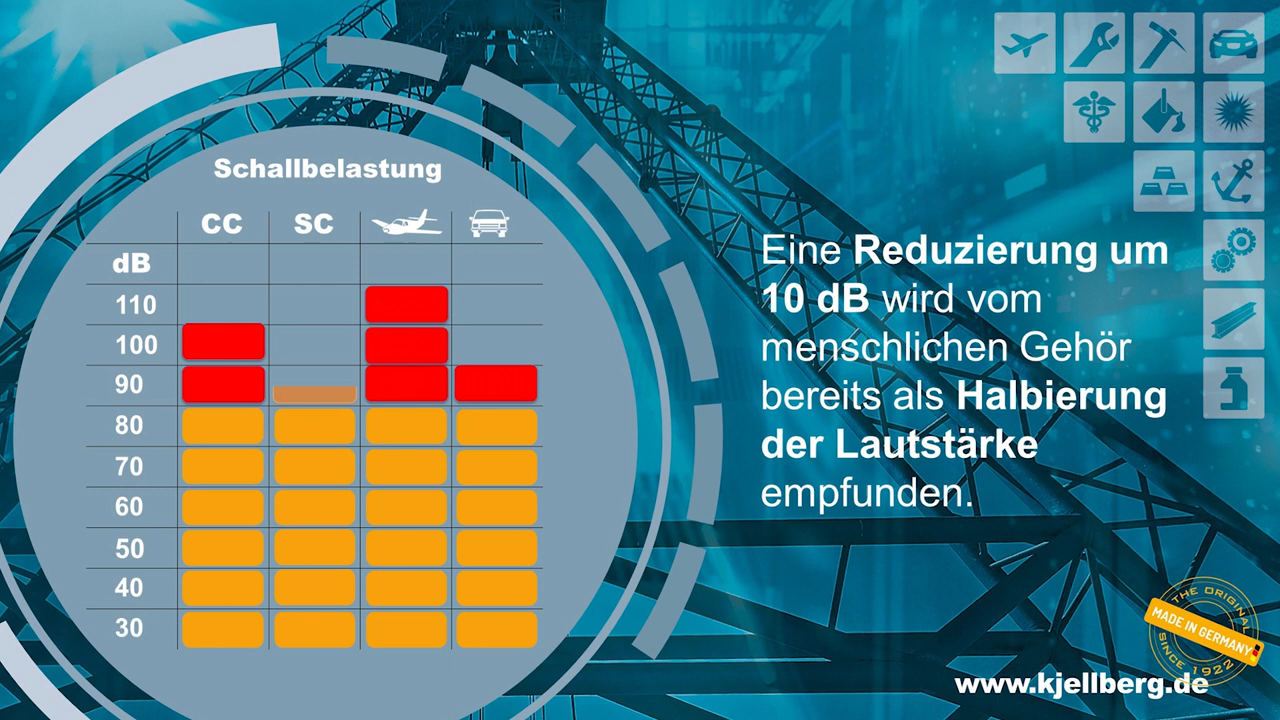 Schallbelastung
CC SC
dB
110
100
90
80
70
60
50
40
30
Eine Reduzierung um
10 dB wird vom
menschlichen Gehör
bereits als Halbierung
der Lautstärke
empfunden.
THE ORIGINAL
MADE IN GERMANY
SINCE 1922
www.kjellberg.de